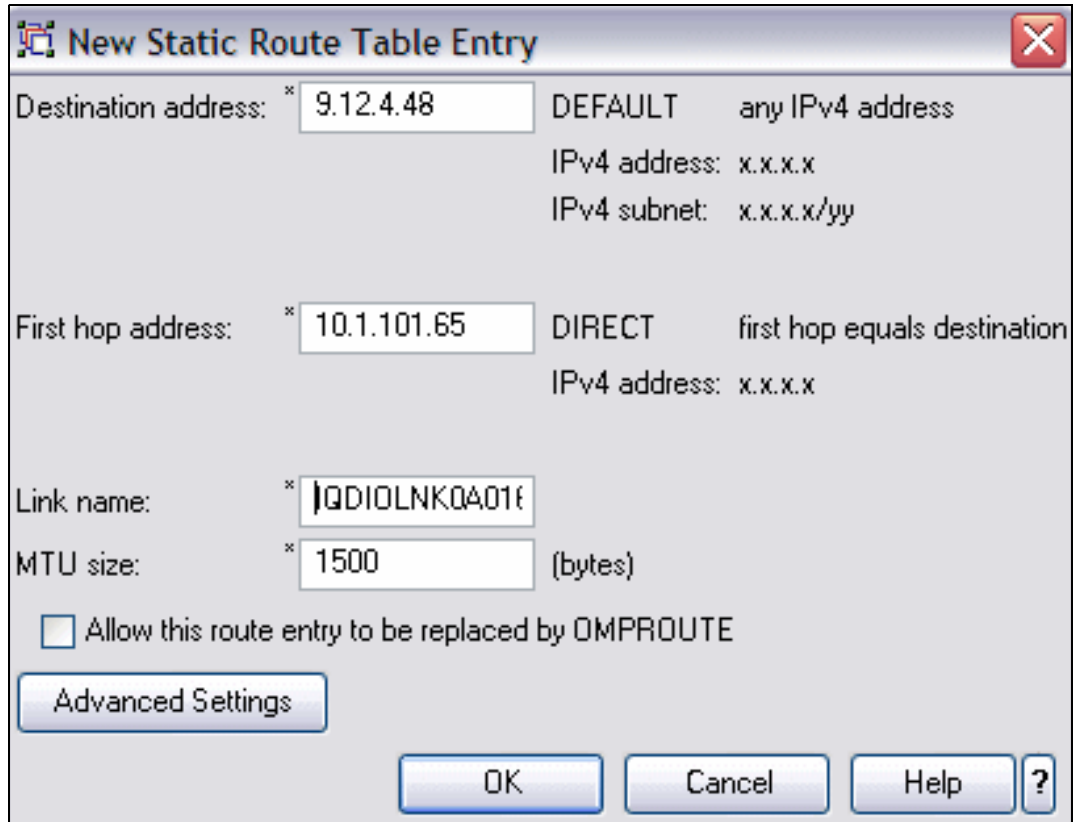 New Static Route Table Entry
Destination address: * 9.12.4.48 DEFAULT any IPv4 address
IPv4 address: x.x.x.x
IPv4 subnet: x.x.x.x/yy
First hop address: * 10.1.101.65 DIRECT first hop equals destination
IPv4 address: x.x.x.x
Link name: *
MTU size: * 1500 (bytes)
Allow this route entry to be replaced by OMPROUTE
Advanced Settings
OK Cancel Help ?